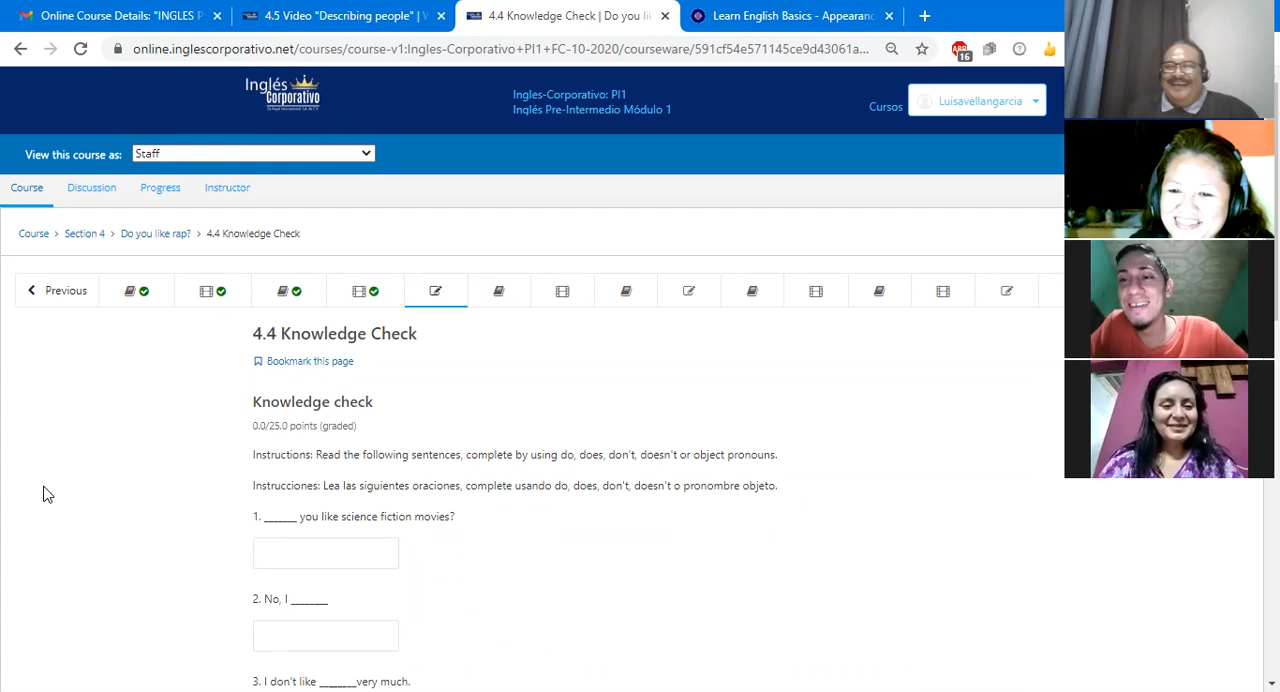 Online Course Details: "INGLES P
4.5 Video "Describing people" | V
4.4 Knowledge Check | Do you lik
Learn English Basics - Appearanc
online.inglescorporativo.net/courses/course-v1:Ingles-Corporativo+PI1+FC-10-2020/courseware/591cf54e571145ce9d43061a...
ABP
16
Inglés
Corporativo
Ingles-Corporativo: PI1
Inglés Pre-Intermedio Módulo 1
Cursos
Luisavellangarcia
View this course as:
Staff
Course
Discussion
Progress
Instructor
Course > Section 4 > Do you like rap? > 4.4 Knowledge Check
Previous
4.4 Knowledge Check
Bookmark this page
Knowledge check
0.0/25.0 points (graded)
Instructions: Read the following sentences, complete by using do, does, don't, doesn't or object pronouns.
Instrucciones: Lea las siguientes oraciones, complete usando do, does, don't, doesn't o pronombre objeto.
1. _______ you like science fiction movies?
2. No, I ________
3. I don't like ________very much.